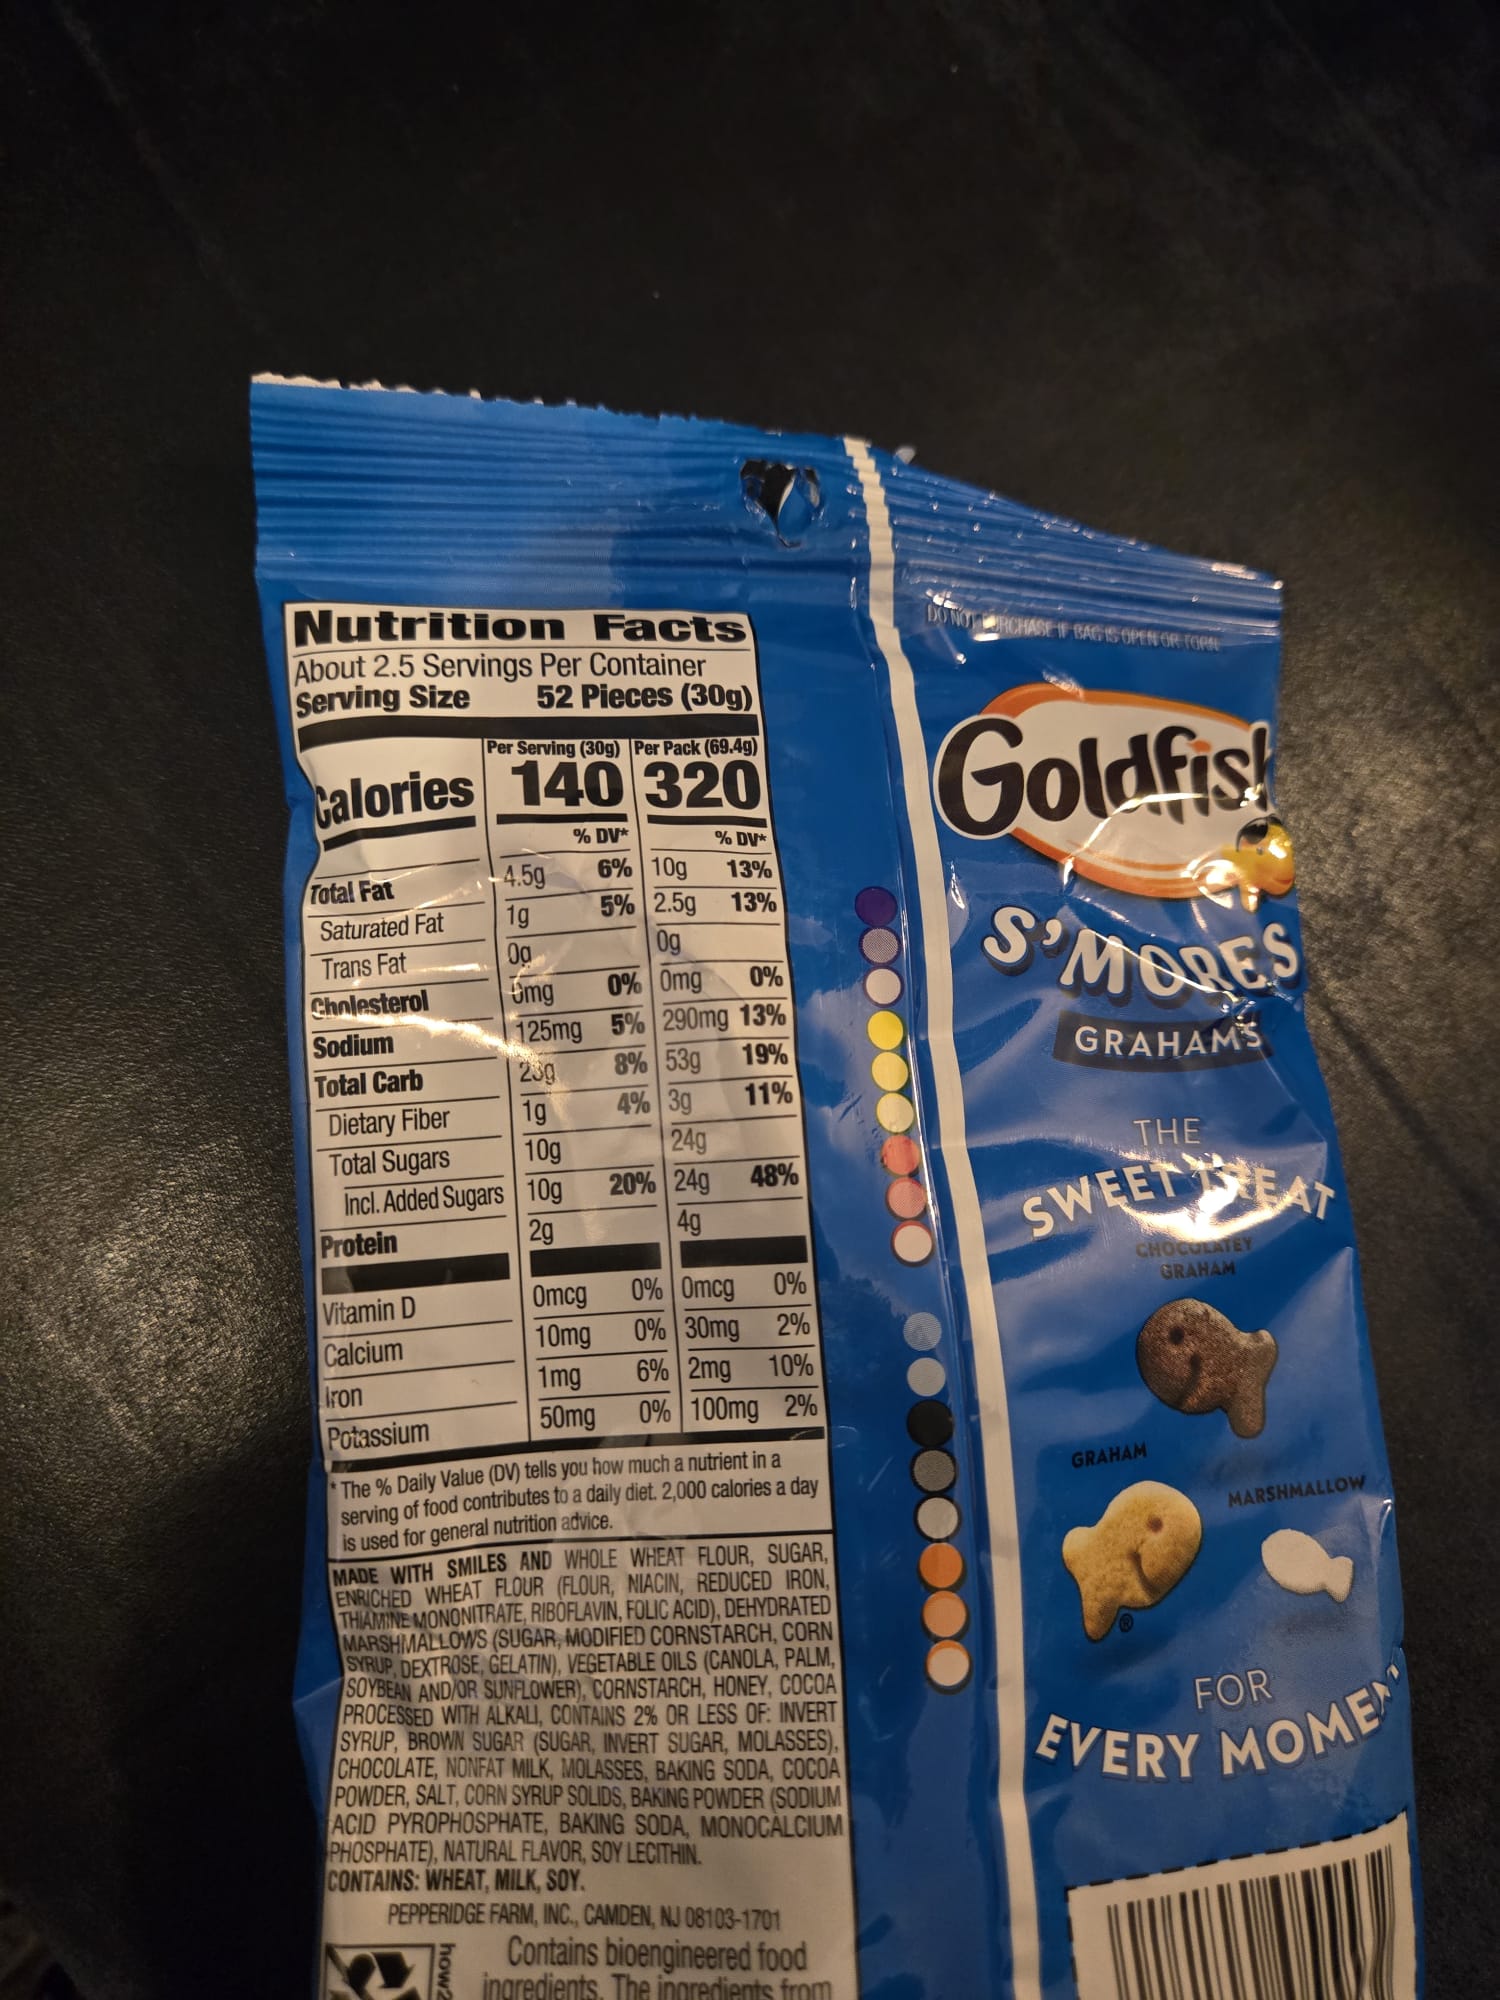 Nutrition Facts
About 2.5 Servings Per Container
Serving Size 52 Pieces (30g)
Per Serving (30g) Per Pack (69.4g)
Calories 140 320
% DV* % DV*
Total Fat 4.5g 6% 10g 13%
Saturated Fat 1g 5% 2.5g 13%
Trans Fat 0g 0g
Cholesterol 0mg 0% 0mg 0%
Sodium 125mg 5% 290mg 13%
Total Carb 23g 8% 53g 19%
Dietary Fiber 1g 4% 3g 11%
Total Sugars 10g 24g
Incl. Added Sugars 10g 20% 24g 48%
Protein 2g 4g
Vitamin D 0mcg 0% 0mcg 0%
Calcium 10mg 0% 30mg 2%
Iron 1mg 6% 2mg 10%
Potassium 50mg 0% 100mg 2%
* The % Daily Value (DV) tells you how much a nutrient in a
serving of food contributes to a daily diet. 2,000 calories a day
is used for general nutrition advice.
MADE WITH SMILES AND WHOLE WHEAT FLOUR, SUGAR,
ENRICHED WHEAT FLOUR (FLOUR, NIACIN, REDUCED IRON,
THIAMINE MONONITRATE, RIBOFLAVIN, FOLIC ACID), DEHYDRATED
MARSHMALLOWS (SUGAR, MODIFIED CORNSTARCH, CORN
SYRUP, DEXTROSE, GELATIN), VEGETABLE OILS (CANOLA, PALM,
SOYBEAN AND/OR SUNFLOWER), CORNSTARCH, HONEY, COCOA
PROCESSED WITH ALKALI, CONTAINS 2% OR LESS OF: INVERT
SYRUP, BROWN SUGAR (SUGAR, INVERT SUGAR, MOLASSES),
CHOCOLATE, NONFAT MILK, MOLASSES, BAKING SODA, COCOA
POWDER, SALT, CORN SYRUP SOLIDS, BAKING POWDER (SODIUM
ACID PYROPHOSPHATE, BAKING SODA, MONOCALCIUM
PHOSPHATE), NATURAL FLAVOR, SOY LECITHIN.
CONTAINS: WHEAT, MILK, SOY.
PEPPERIDGE FARM, INC., CAMDEN, NJ 08103-1701
how2
Contains bioengineered food
ingredients. The ingredients from
DO NOT PURCHASE IF BAG IS OPEN OR TORN
Goldfish
S'MORES
GRAHAMS
THE
SWEET TREAT
CHOCOLATEY
GRAHAM
GRAHAM
MARSHMALLOW
®
FOR
EVERY MOMENT